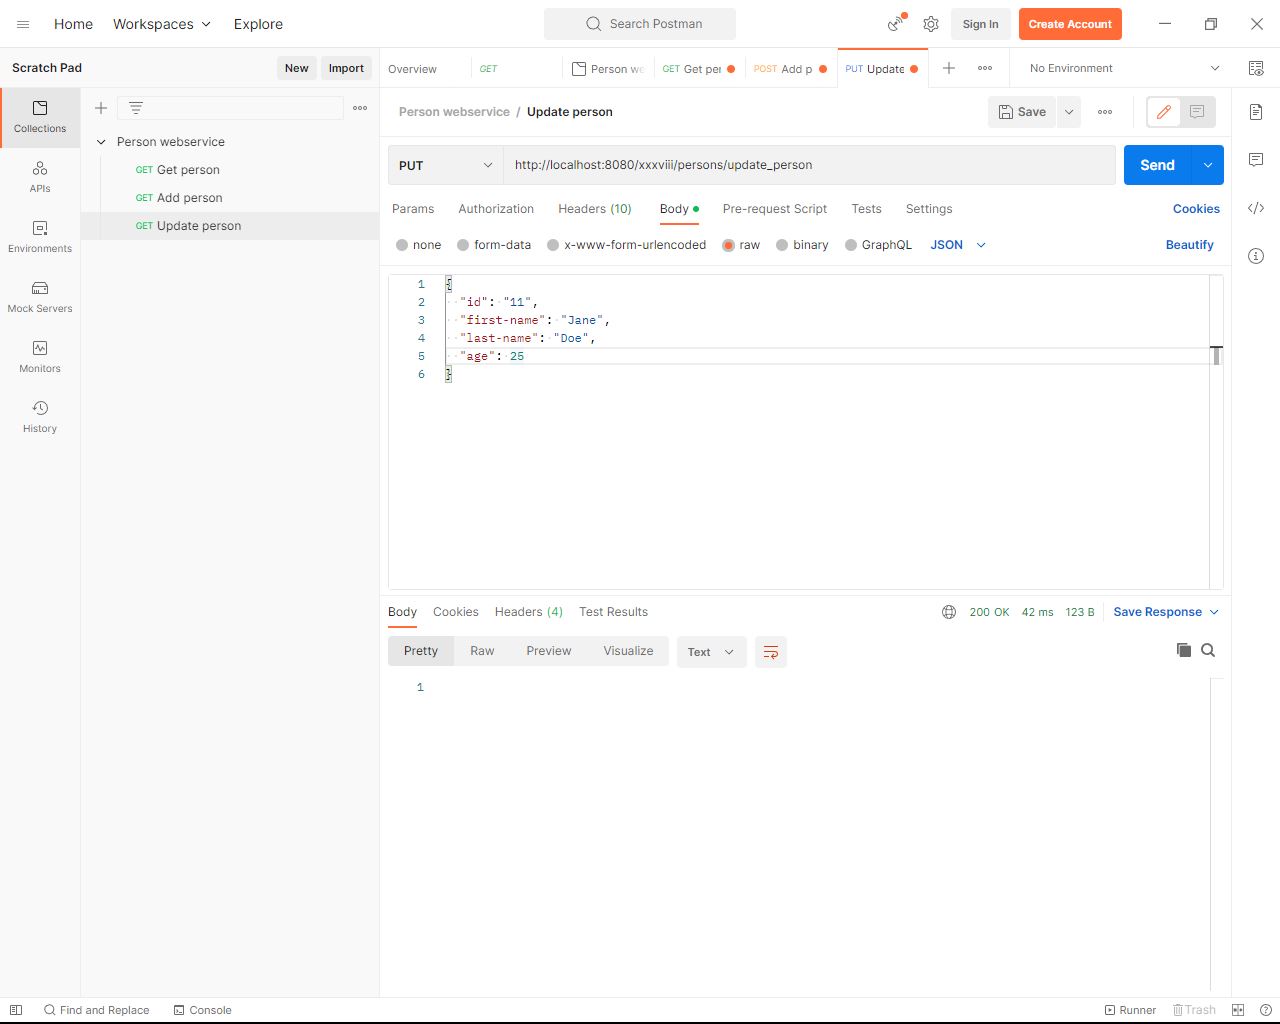 Home Workspaces Explore Search Postman Sign In Create Account
Scratch Pad New Import Overview GET Person we GET Get per POST Add p PUT Update No Environment
Collections
APIs
Environments
Mock Servers
Monitors
History
Person webservice
GET Get person
GET Add person
GET Update person
Person webservice / Update person Save
PUT http://localhost:8080/xxxviii/persons/update_person Send
Params Authorization Headers (10) Body Pre-request Script Tests Settings Cookies
none form-data x-www-form-urlencoded raw binary GraphQL JSON Beautify
1 {
2 "id": "11",
3 "first-name": "Jane",
4 "last-name": "Doe",
5 "age": 25
6 }
Body Cookies Headers (4) Test Results 200 OK 42 ms 123 B Save Response
Pretty Raw Preview Visualize Text
1
Find and Replace Console Runner Trash